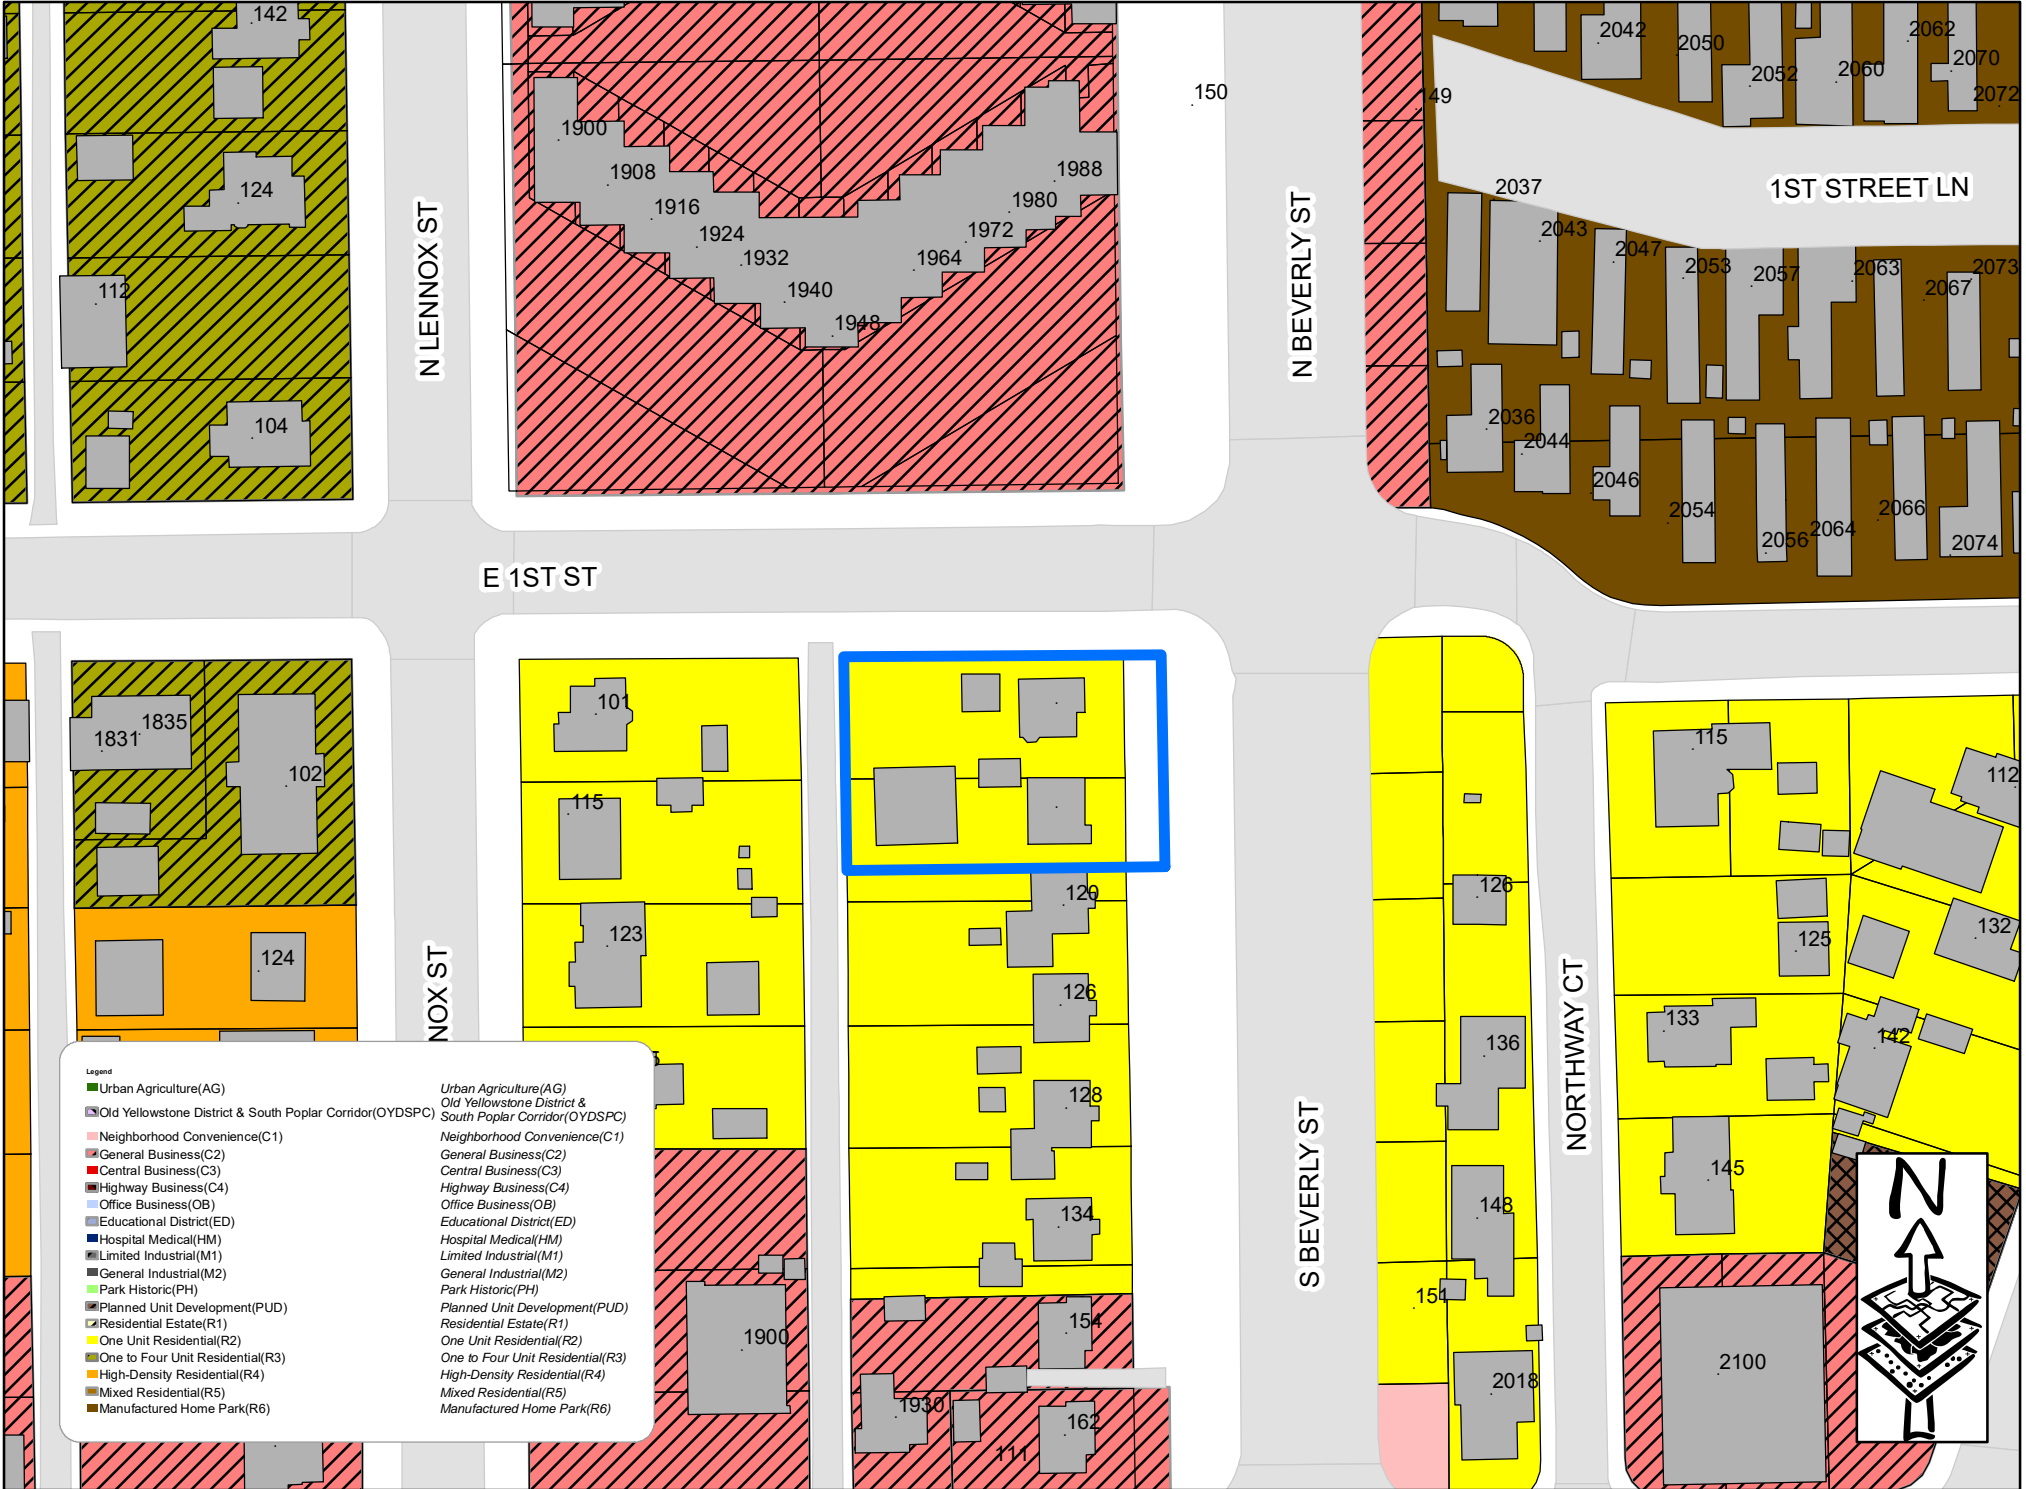 142
2042
2050
2062
2052
2060
2070
2072
150
149
1900
1908
1916
1924
1932
1940
1948
1964
1972
1980
1988
124
112
104
N LENNOX ST
N BEVERLY ST
1ST STREET LN
2037
2043
2047
2053
2057
2063
2067
2073
2036
2044
2046
2054
2056
2064
2066
2074
E 1ST ST
1831
1835
102
101
115
123
124
120
126
128
134
126
136
148
151
2018
115
112
125
132
133
142
145
NOX ST
S BEVERLY ST
NORTHWAY CT
154
162
111
1930
1900
2100
N
Legend
Urban Agriculture(AG) Urban Agriculture(AG)
Old Yellowstone District & South Poplar Corridor(OYDSPC) Old Yellowstone District &
South Poplar Corridor(OYDSPC)
Neighborhood Convenience(C1) Neighborhood Convenience(C1)
General Business(C2) General Business(C2)
Central Business(C3) Central Business(C3)
Highway Business(C4) Highway Business(C4)
Office Business(OB) Office Business(OB)
Educational District(ED) Educational District(ED)
Hospital Medical(HM) Hospital Medical(HM)
Limited Industrial(M1) Limited Industrial(M1)
General Industrial(M2) General Industrial(M2)
Park Historic(PH) Park Historic(PH)
Planned Unit Development(PUD) Planned Unit Development(PUD)
Residential Estate(R1) Residential Estate(R1)
One Unit Residential(R2) One Unit Residential(R2)
One to Four Unit Residential(R3) One to Four Unit Residential(R3)
High-Density Residential(R4) High-Density Residential(R4)
Mixed Residential(R5) Mixed Residential(R5)
Manufactured Home Park(R6) Manufactured Home Park(R6)